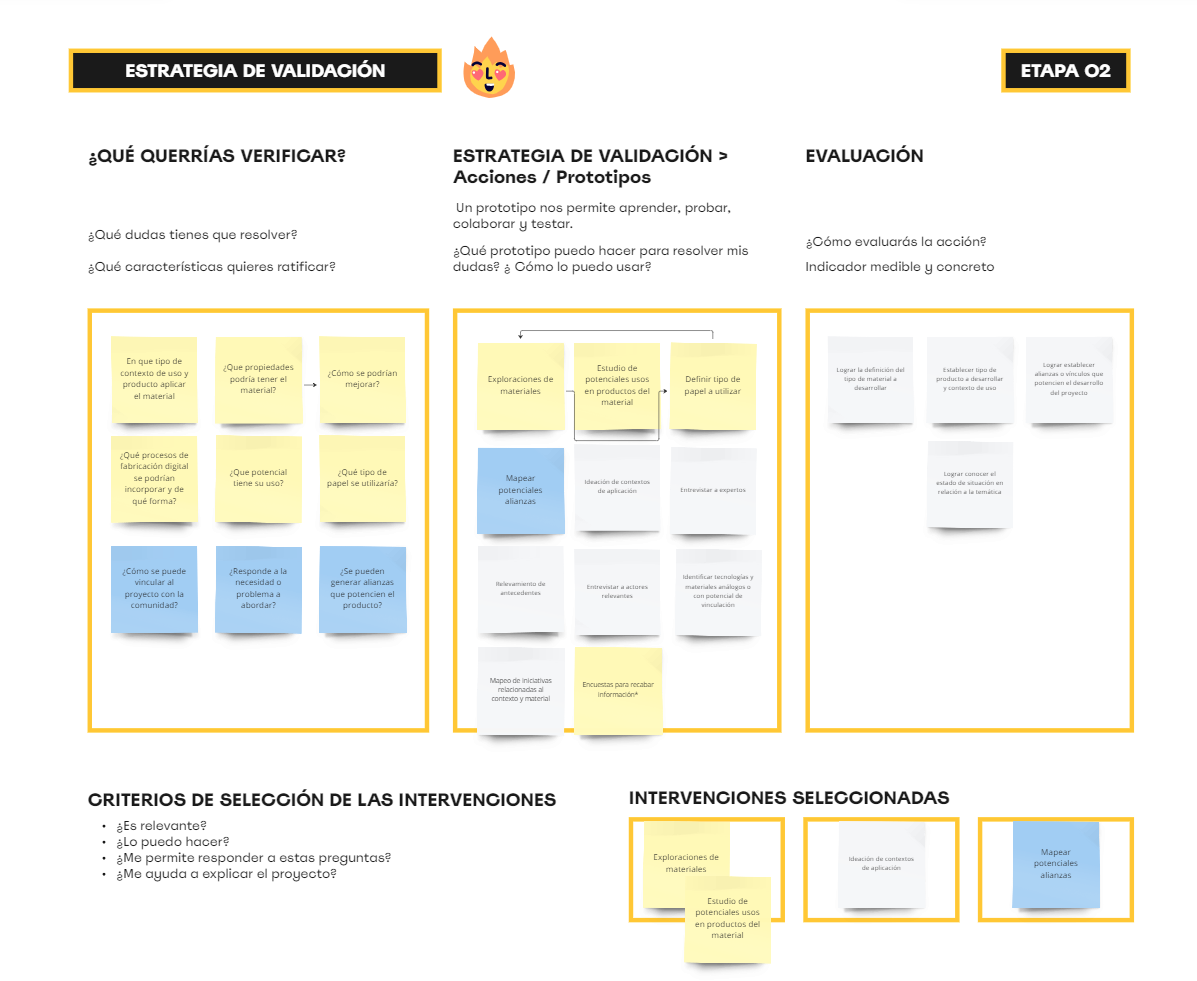 ESTRATEGIA DE VALIDACIÓN
ETAPA 02
¿QUÉ QUERRÍAS VERIFICAR?
¿Qué dudas tienes que resolver?
¿Qué características quieres ratificar?
En que tipo de
contexto de uso y
producto aplicar
el material
¿Que propiedades
podría tener el
material?
¿Cómo se podrían
mejorar?
¿Qué procesos de
fabricación digital
se podrían
incorporar y de
qué forma?
¿Que potencial
tiene su uso?
¿Qué tipo de
papel se utilizaría?
¿Cómo se puede
vincular al
proyecto con la
comunidad?
¿Responde a la
necesidad o
problema a
abordar?
¿Se pueden
generar alianzas
que potencien el
producto?
ESTRATEGIA DE VALIDACIÓN >
Acciones / Prototipos
Un prototipo nos permite aprender, probar,
colaborar y testar.
¿Qué prototipo puedo hacer para resolver mis
dudas? ¿ Cómo lo puedo usar?
Exploraciones de
materiales
Estudio de
potenciales usos
en productos del
material
Definir tipo de
papel a utilizar
Mapear
potenciales
alianzas
Ideación de contextos
de aplicación
Entrevistar a expertos
Relevamiento de
antecedentes
Entrevistar a actores
relevantes
Identificar tecnologías y
materiales análogos o
con potencial de
vinculación
Mapeo de iniciativas
relacionadas al
contexto y material
Encuestas para recabar
información*
EVALUACIÓN
¿Cómo evaluarás la acción?
Indicador medible y concreto
Lograr la definición del
tipo de material a
desarrollar
Establecer tipo de
producto a desarrollar
y contexto de uso
Lograr establecer
alianzas o vínculos que
potencien el desarrollo
del proyecto
Lograr conocer el
estado de situación en
relación a la temática
CRITERIOS DE SELECCIÓN DE LAS INTERVENCIONES
• ¿Es relevante?
• ¿Lo puedo hacer?
• ¿Me permite responder a estas preguntas?
• ¿Me ayuda a explicar el proyecto?
INTERVENCIONES SELECCIONADAS
Exploraciones de
materiales
Estudio de
potenciales usos
en productos del
material
Ideación de contextos
de aplicación
Mapear
potenciales
alianzas